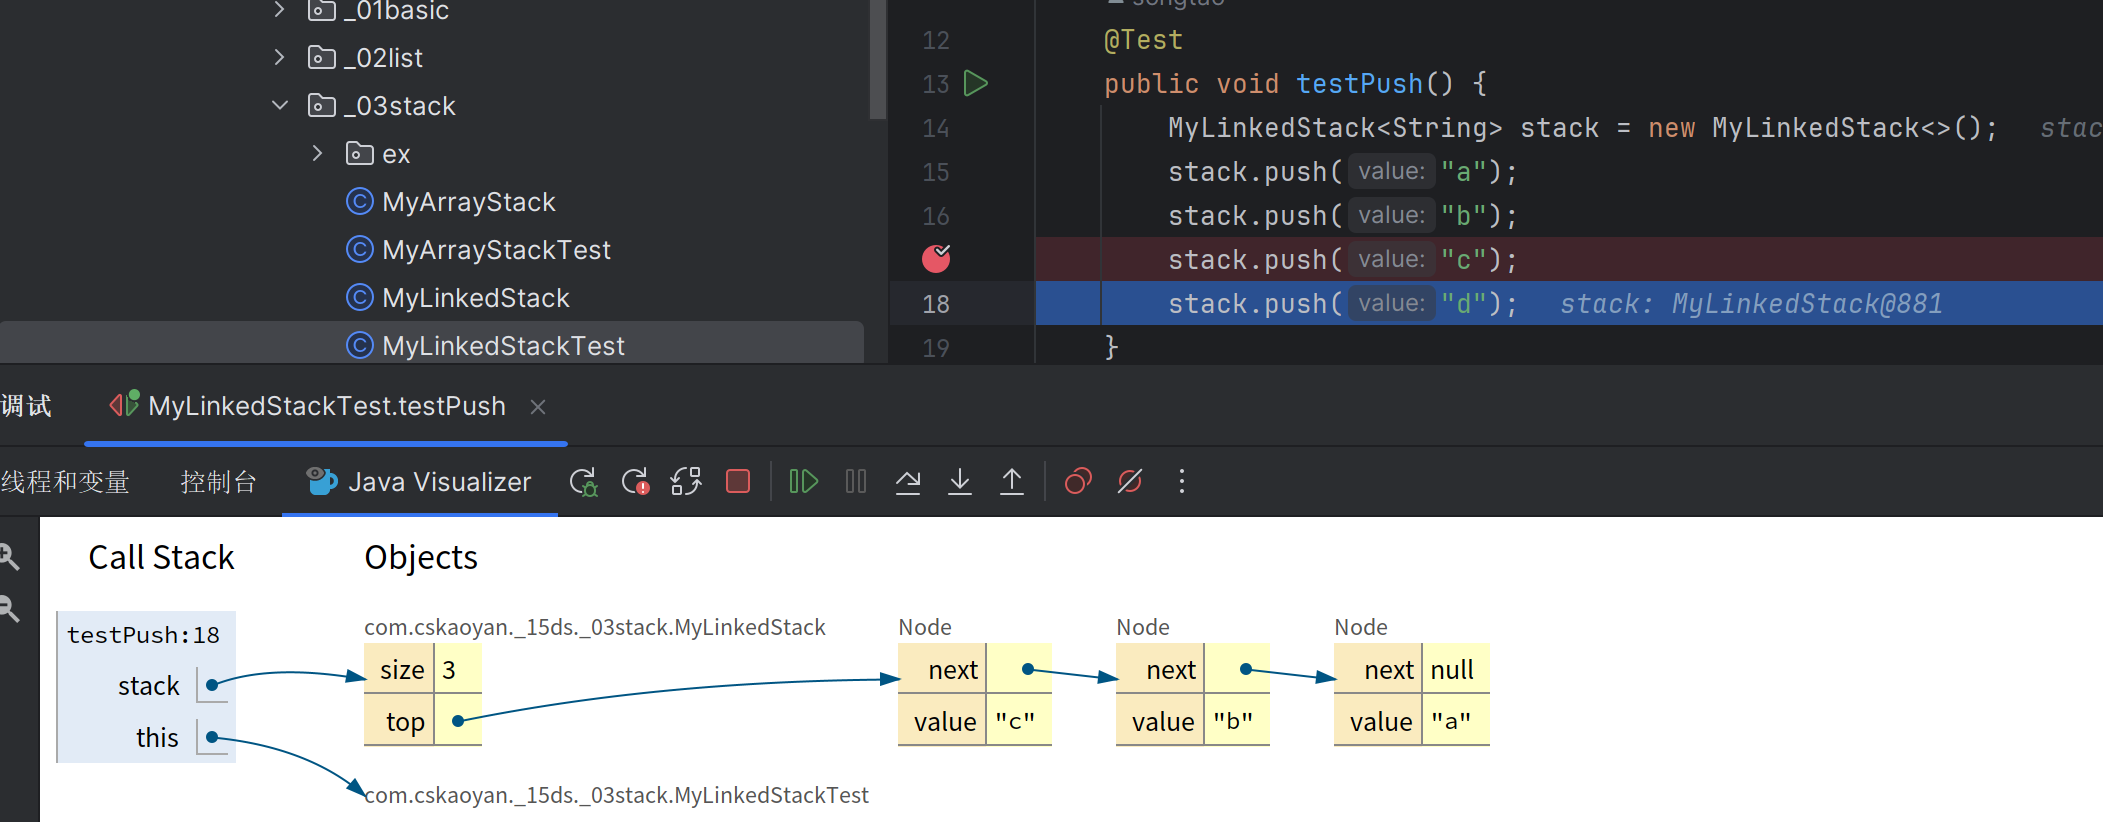 _01basic
_02list
_03stack
ex
MyArrayStack
MyArrayStackTest
MyLinkedStack
MyLinkedStackTest
songtao
12 @Test
13 public void testPush() {
14 MyLinkedStack<String> stack = new MyLinkedStack<>(); stac
15 stack.push( value: "a");
16 stack.push( value: "b");
stack.push( value: "c");
18 stack.push( value: "d"); stack: MyLinkedStack@881
19 }
调试 MyLinkedStackTest.testPush
线程和变量 控制台 Java Visualizer
Call Stack Objects
testPush:18
stack
this
com.cskaoyan._15ds._03stack.MyLinkedStack
size 3
top
Node
next
value "c"
Node
next
value "b"
Node
next null
value "a"
com.cskaoyan._15ds._03stack.MyLinkedStackTest